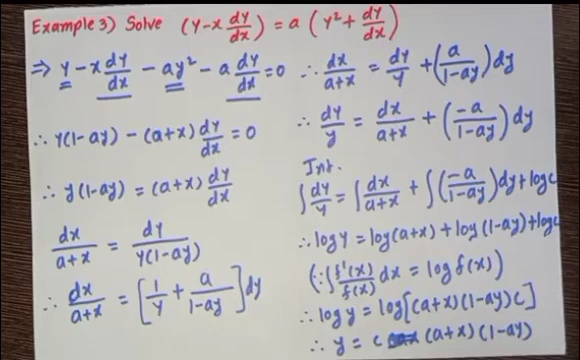 Example 3) Solve (y-x dy/dx) = a (y²+ dy/dx)
⇒ y - x dy/dx - ay² - a dy/dx = 0
∴ y(1-ay) - (a+x) dy/dx = 0
∴ y(1-ay) = (a+x) dy/dx
dx/(a+x) = dy/(y(1-ay))
∴ dx/(a+x) = [1/y + a/(1-ay)] dy
∴ dx/(a+x) = dy/y + (a/(1-ay)) dy
∴ dy/y = dx/(a+x) + (-a/(1-ay)) dy
Int.
∫ dy/y = ∫ dx/(a+x) + ∫ (-a/(1-ay)) dy + log c
∴ log y = log(a+x) + log(1-ay) + log c
(∵ ∫ f'(x)/f(x) dx = log f(x))
∴ log y = log[(a+x)(1-ay)c]
∴ y = c (a+x)(1-ay)